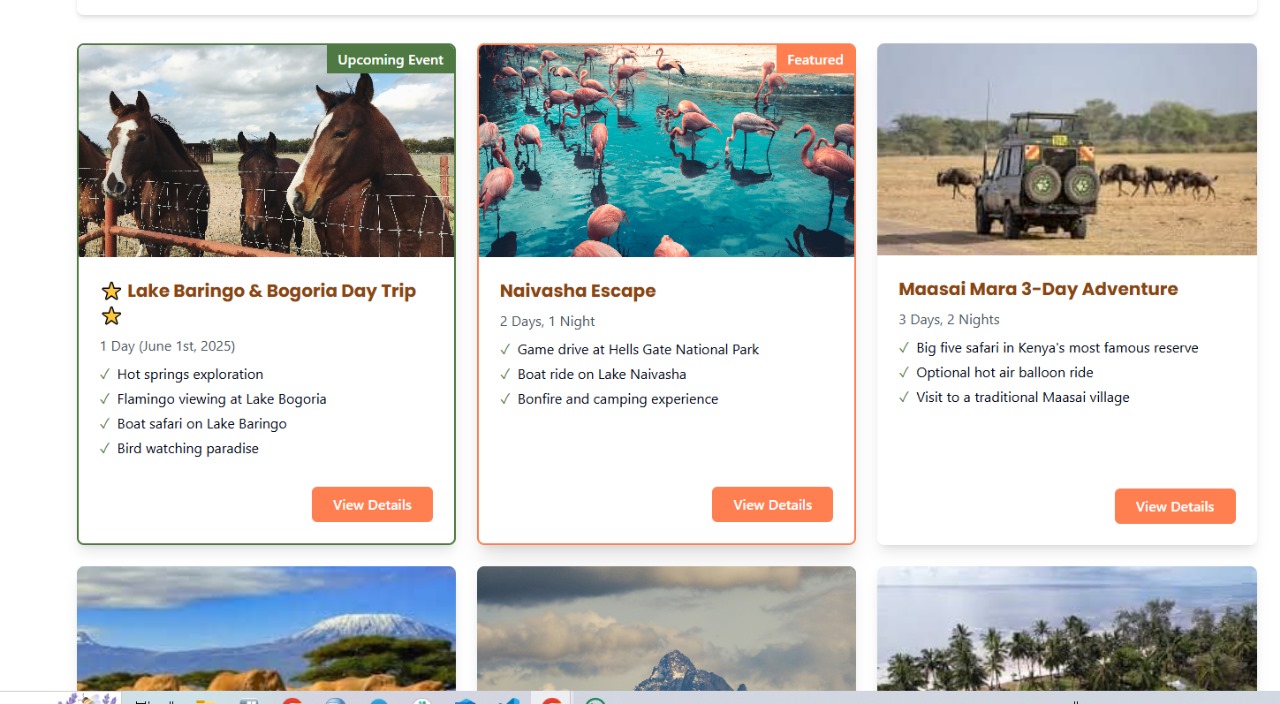 Upcoming Event
⭐ Lake Baringo & Bogoria Day Trip
⭐
1 Day (June 1st, 2025)
✓ Hot springs exploration
✓ Flamingo viewing at Lake Bogoria
✓ Boat safari on Lake Baringo
✓ Bird watching paradise
View Details
Featured
Naivasha Escape
2 Days, 1 Night
✓ Game drive at Hells Gate National Park
✓ Boat ride on Lake Naivasha
✓ Bonfire and camping experience
View Details
Maasai Mara 3-Day Adventure
3 Days, 2 Nights
✓ Big five safari in Kenya's most famous reserve
✓ Optional hot air balloon ride
✓ Visit to a traditional Maasai village
View Details